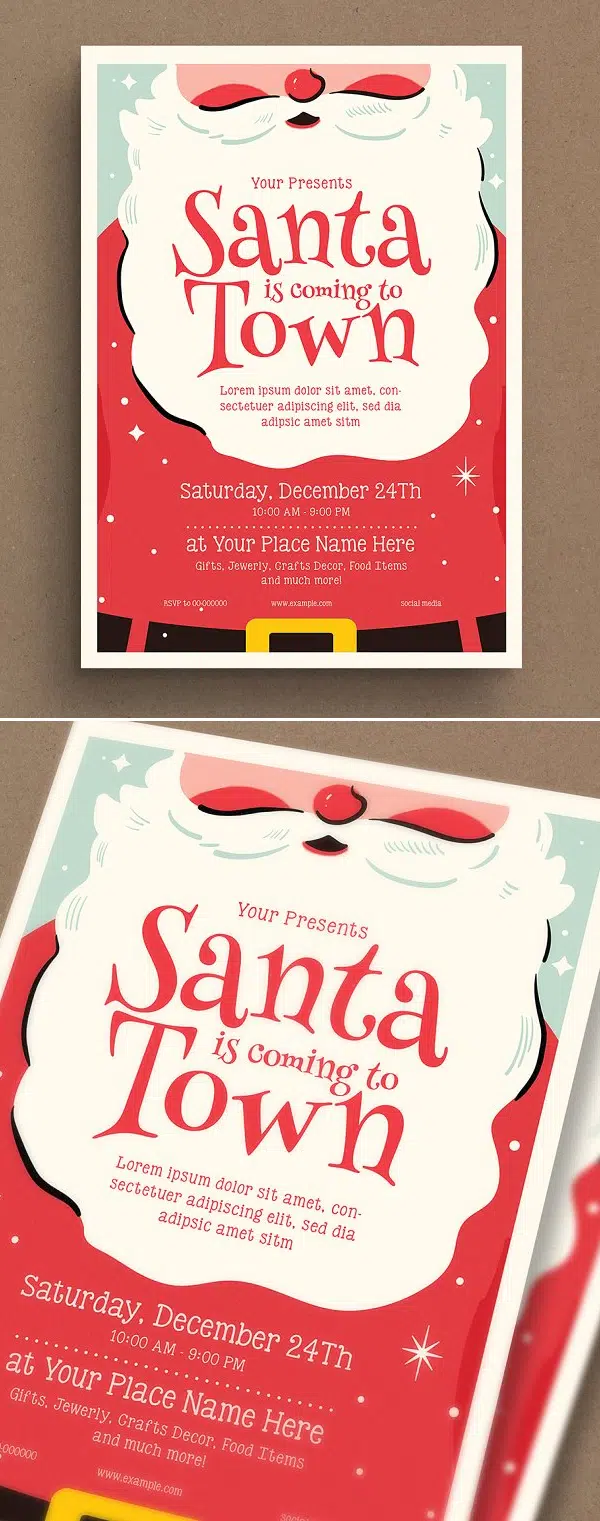 Your Presents
Santa
is coming to
Town
Lorem ipsum dolor sit amet, con-
sectetuer adipiscing elit, sed dia
adipsic amet sitm
Saturday, December 24Th
10:00 AM - 9:00 PM
at Your Place Name Here
Gifts, Jewerly, Grafts Decor, Food Items
and much more!
RSVP to 00-000000 www.example.com social media
Your Presents
Santa
is coming to
Town
Lorem ipsum dolor sit amet, con-
sectetuer adipiscing elit, sed dia
adipsic amet sitm
Saturday, December 24Th
10:00 AM - 9:00 PM
at Your Place Name Here
Gifts, Jewerly, Grafts Decor, Food Items
and much more!
www.example.com